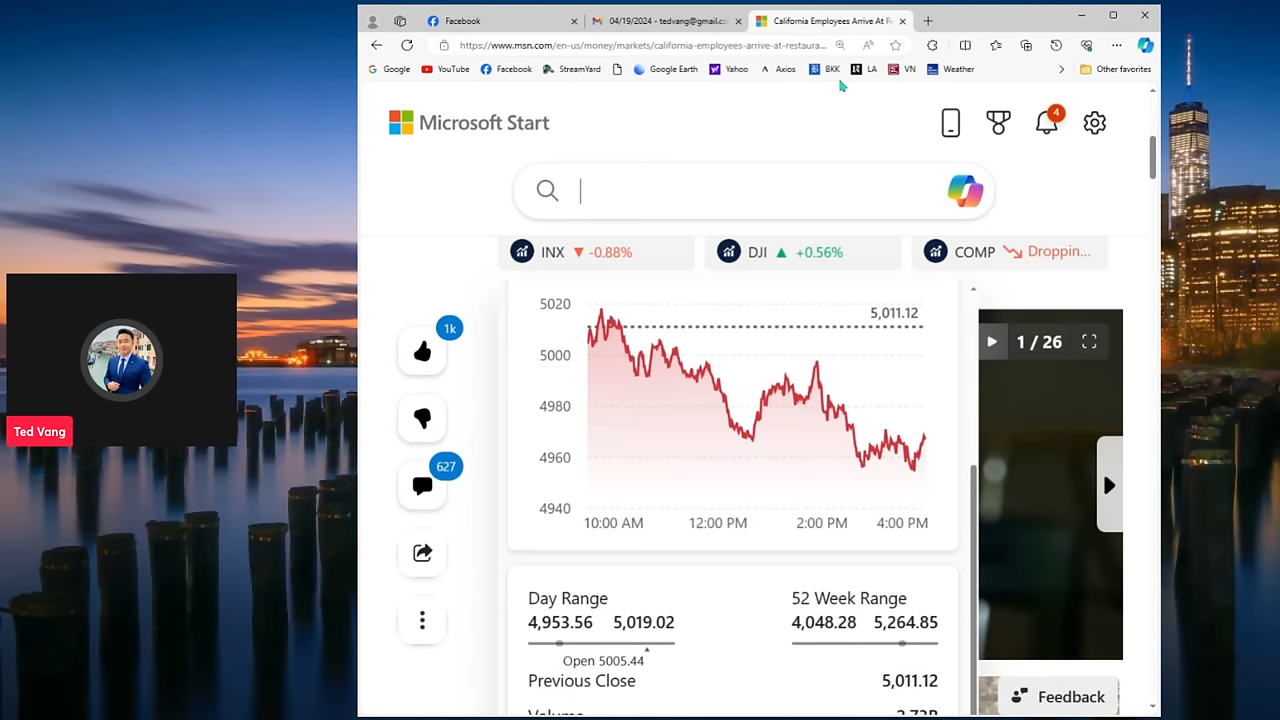 Facebook
04/19/2024 - tedvang@gmail.co
California Employees Arrive At Re
https://www.msn.com/en-us/money/markets/california-employees-arrive-at-restaura...
Google YouTube Facebook StreamYard Google Earth Yahoo Axios BKK LA VN Weather Other favorites
Microsoft Start
4
INX -0.88% DJI +0.56% COMP Droppin...
5020
5,011.12
5000
4980
4960
4940
10:00 AM 12:00 PM 2:00 PM 4:00 PM
1k
627
1 / 26
Ted Vang
Day Range 52 Week Range
4,953.56 5,019.02 4,048.28 5,264.85
Open 5005.44
Previous Close 5,011.12
Feedback